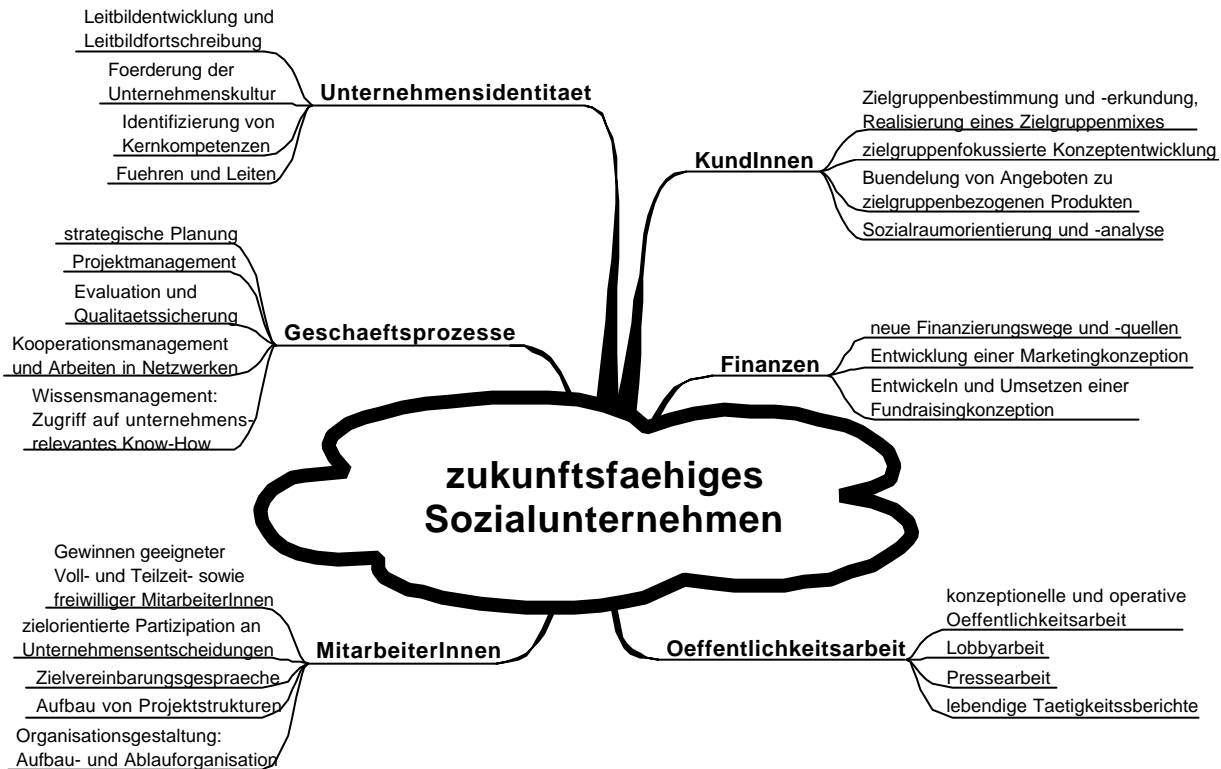 Leitbildentwicklung und
Leitbildfortschreibung
Foerderung der
Unternehmenskultur
Identifizierung von
Kernkompetenzen
Fuehren und Leiten
Unternehmensidentitaet
strategische Planung
Projektmanagement
Evaluation und
Qualitaetssicherung
Kooperationsmanagement
und Arbeiten in Netzwerken
Wissensmanagement:
Zugriff auf unternehmens-
relevantes Know-How
Geschaeftsprozesse
KundInnen
Zielgruppenbestimmung und -erkundung,
Realisierung eines Zielgruppenmixes
zielgruppenfokussierte Konzeptentwicklung
Buendelung von Angeboten zu
zielgruppenbezogenen Produkten
Sozialraumorientierung und -analyse
Finanzen
neue Finanzierungswege und -quellen
Entwicklung einer Marketingkonzeption
Entwickeln und Umsetzen einer
Fundraisingkonzeption
zukunftsfaehiges
Sozialunternehmen
Gewinnen geeigneter
Voll- und Teilzeit- sowie
freiwilliger MitarbeiterInnen
zielorientierte Partizipation an
Unternehmensentscheidungen
Zielvereinbarungsgespraeche
Aufbau von Projektstrukturen
Organisationsgestaltung:
Aufbau- und Ablauforganisation
MitarbeiterInnen
Oeffentlichkeitsarbeit
konzeptionelle und operative
Oeffentlichkeitsarbeit
Lobbyarbeit
Pressearbeit
lebendige Taetigkeitssberichte